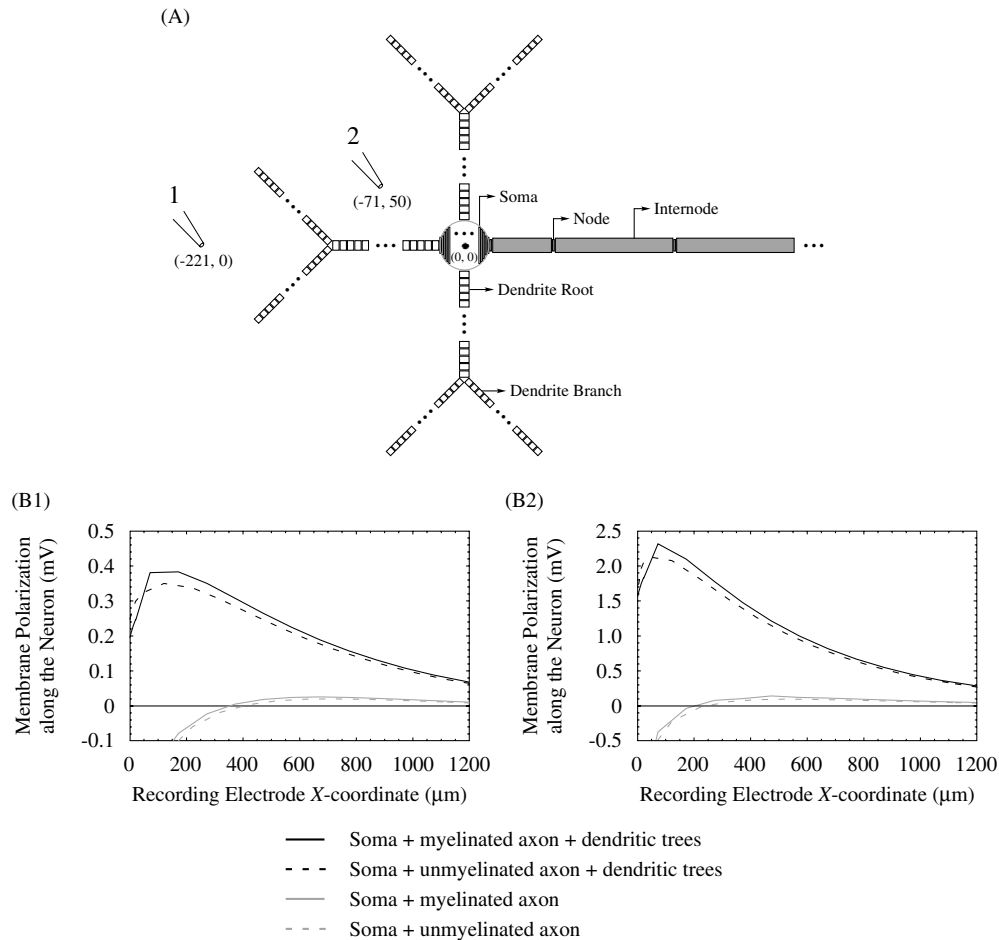 (A)
2
(-71, 50)
1
(-221, 0)
Soma
Node
Internode
(0, 0)
Dendrite Root
Dendrite Branch
(B1)
Membrane Polarization
along the Neuron (mV)
0.5
0.4
0.3
0.2
0.1
0
-0.1
0 200 400 600 800 1000 1200
Recording Electrode X-coordinate (μm)
(B2)
Membrane Polarization
along the Neuron (mV)
2.5
2.0
1.5
1.0
0.5
0
-0.5
0 200 400 600 800 1000 1200
Recording Electrode X-coordinate (μm)
Soma + myelinated axon + dendritic trees
Soma + unmyelinated axon + dendritic trees
Soma + myelinated axon
Soma + unmyelinated axon